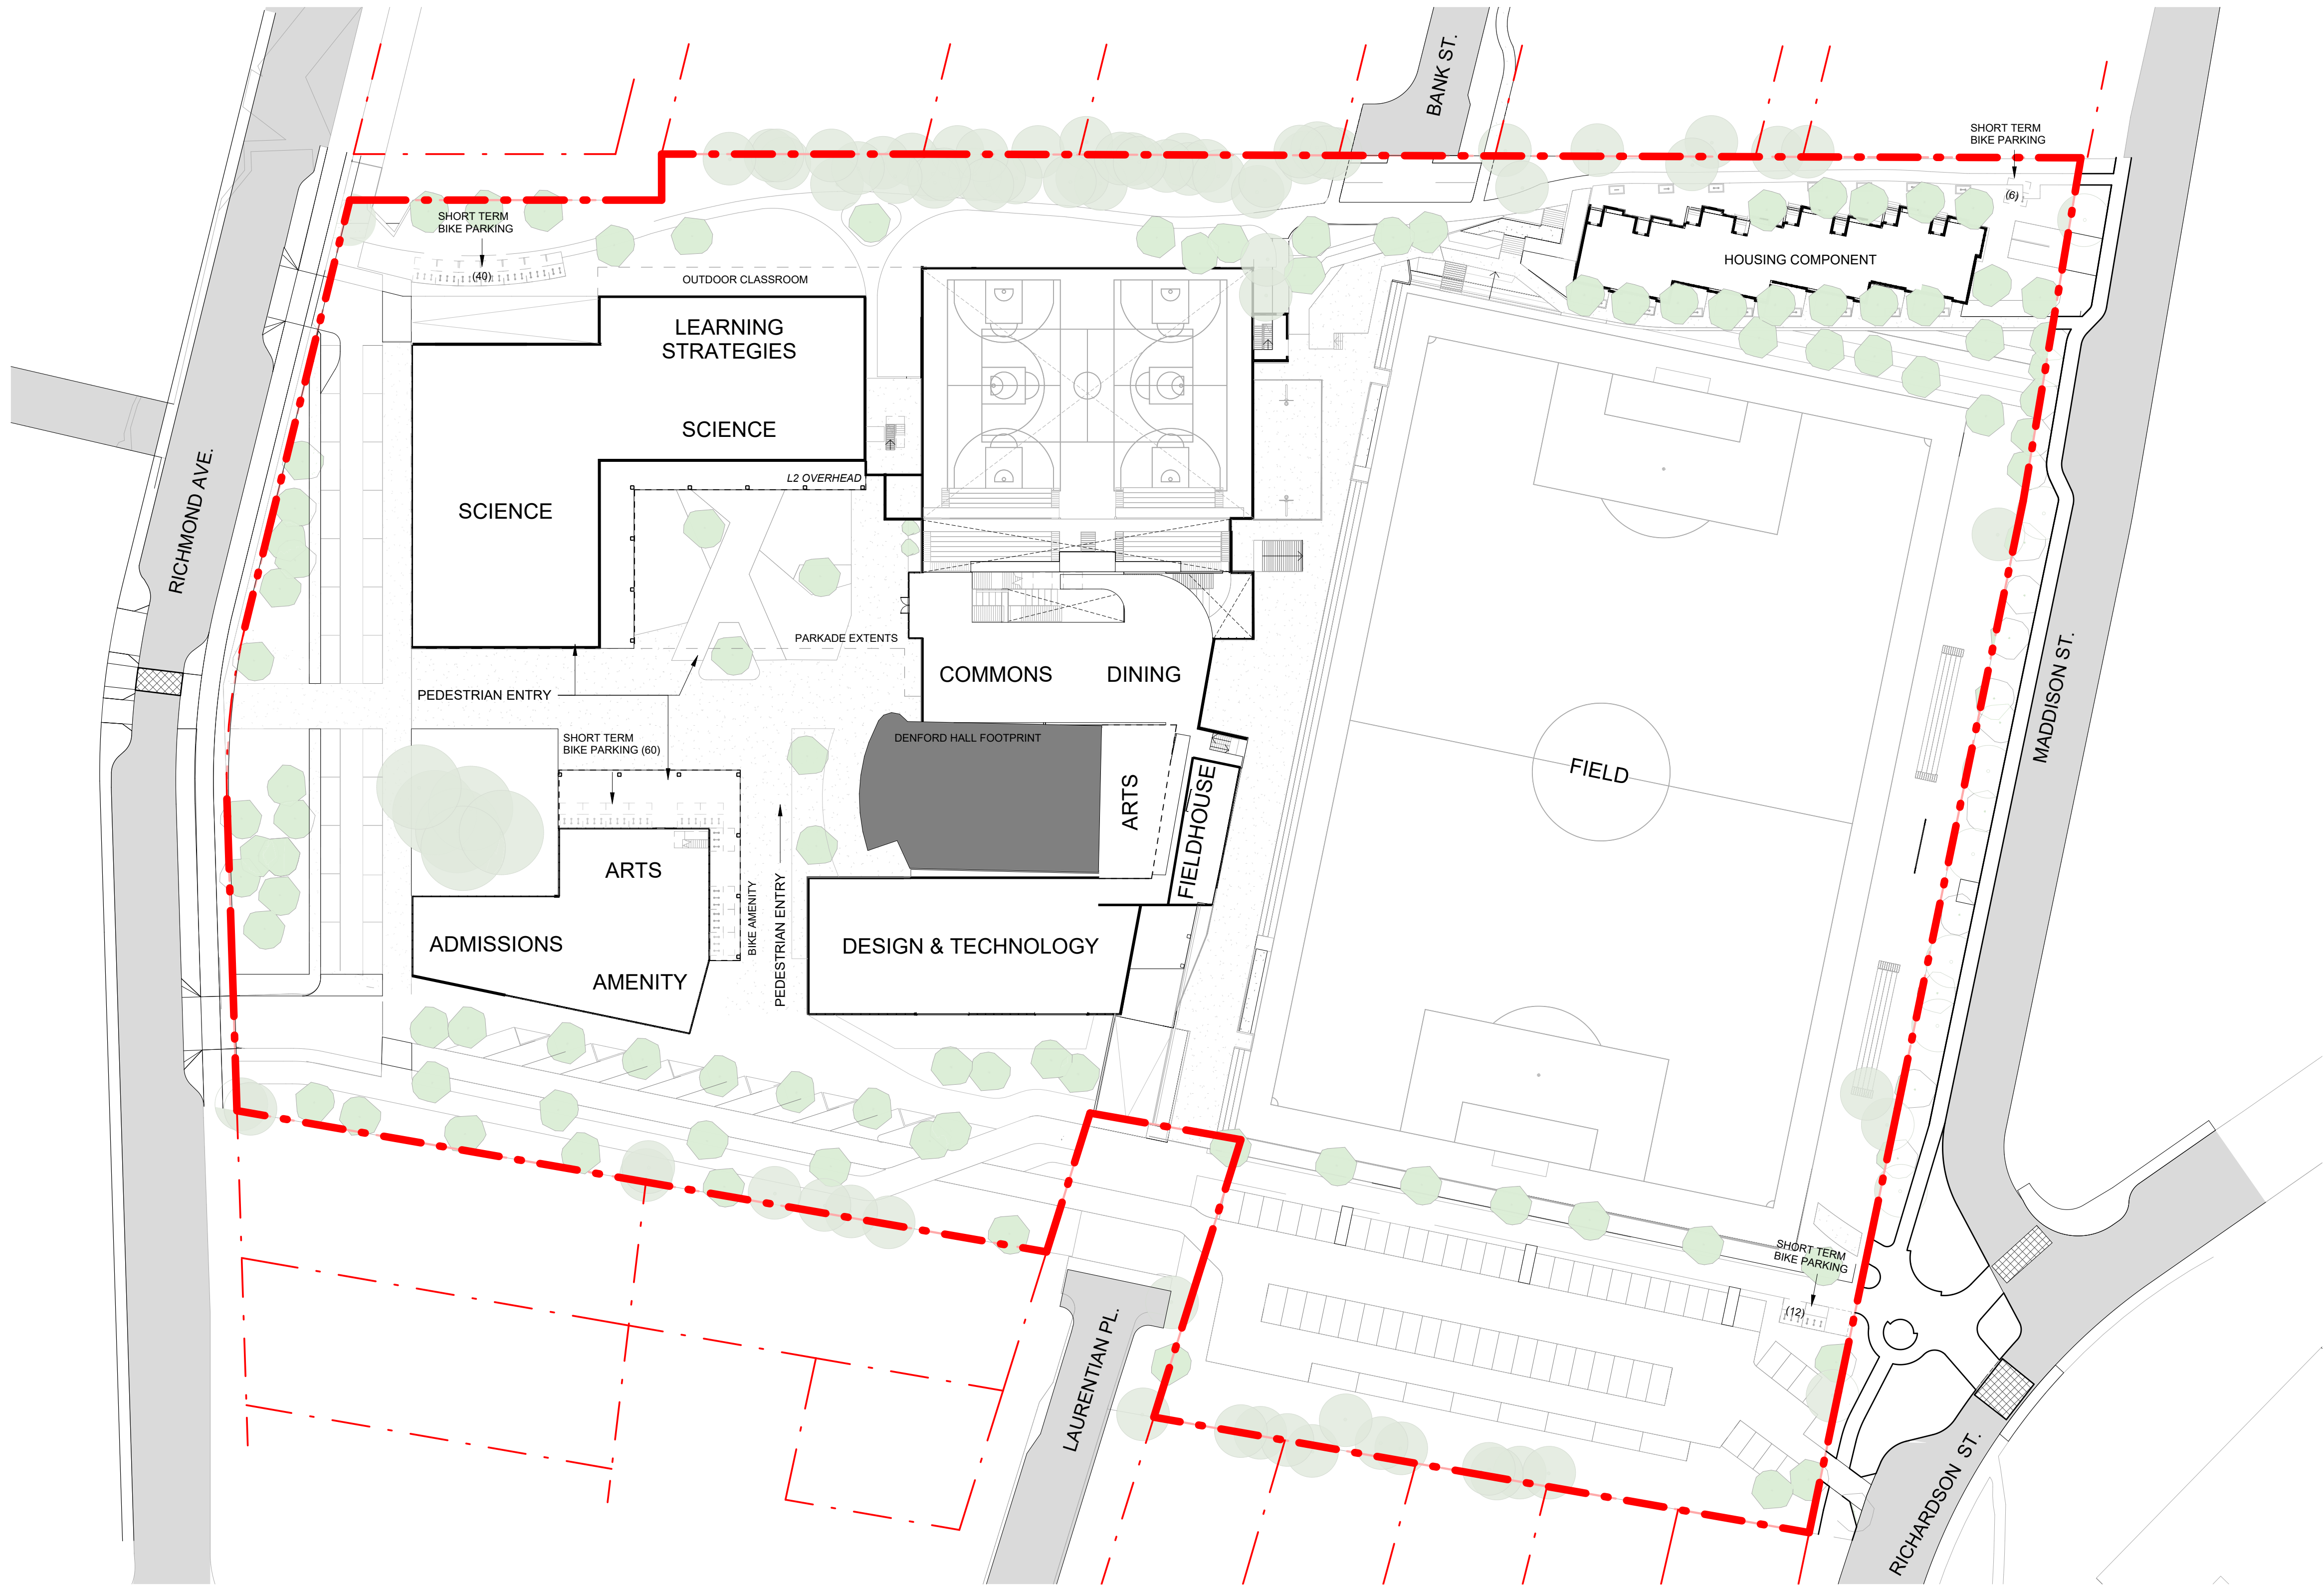 BANK ST.
SHORT TERM
BIKE PARKING
(6)
SHORT TERM
BIKE PARKING
(40)
OUTDOOR CLASSROOM
HOUSING COMPONENT
LEARNING
STRATEGIES
SCIENCE
L2 OVERHEAD
SCIENCE
RICHMOND AVE.
PARKADE EXTENTS
COMMONS
DINING
PEDESTRIAN ENTRY
MADDISON ST.
SHORT TERM
BIKE PARKING (60)
DENFORD HALL FOOTPRINT
FIELD
ARTS
FIELDHOUSE
ARTS
BIKE AMENITY
PEDESTRIAN ENTRY
ADMISSIONS
DESIGN & TECHNOLOGY
AMENITY
SHORT TERM
BIKE PARKING
(12)
LAURENTIAN PL.
RICHARDSON ST.